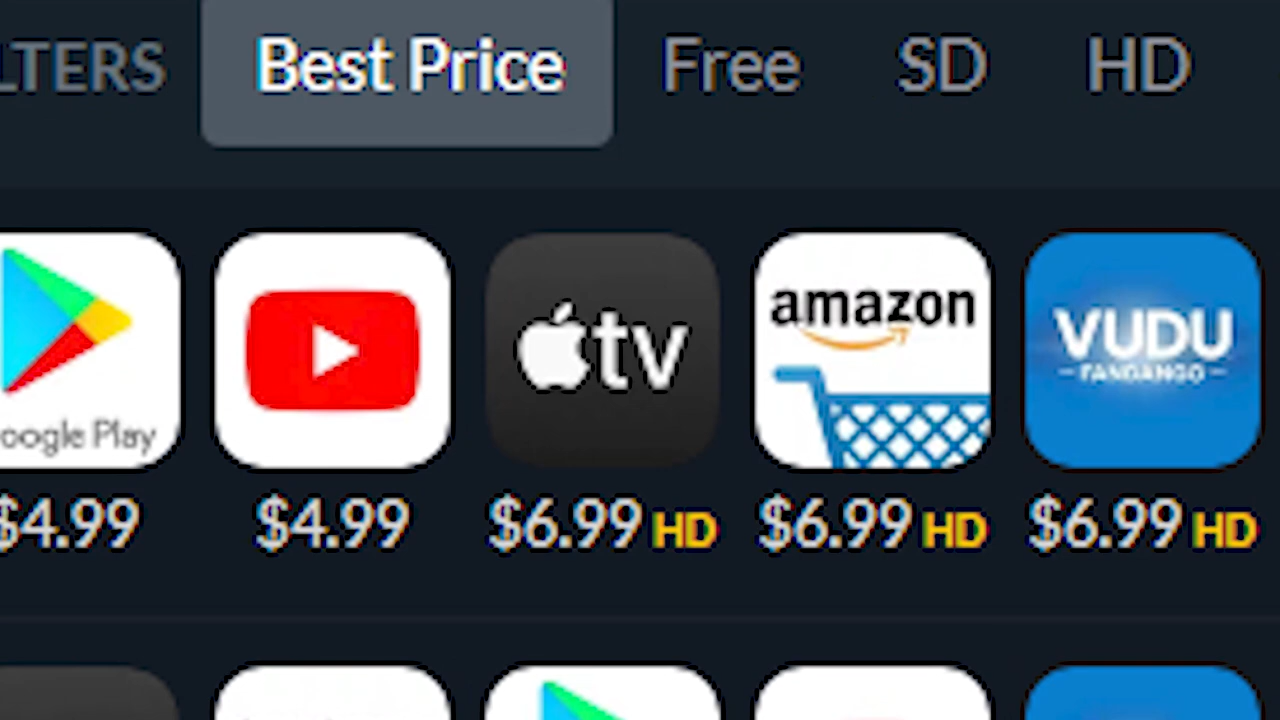 LTERS Best Price Free SD HD
oogle Play
tv
amazon
VUDU
FANDANGO
$4.99 $4.99 $6.99 HD $6.99 HD $6.99 HD